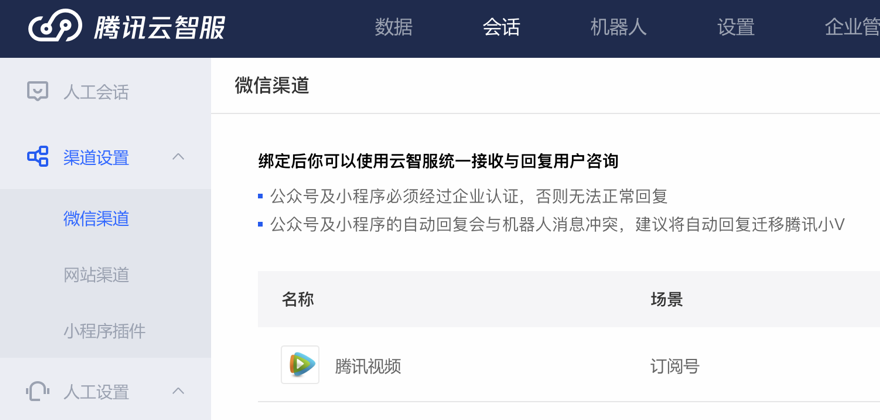 腾讯云智服
数据 会话 机器人 设置 企业管
人工会话
渠道设置
微信渠道
网站渠道
小程序插件
人工设置
微信渠道
绑定后你可以使用云智服统一接收与回复用户咨询
公众号及小程序必须经过企业认证，否则无法正常回复
公众号及小程序的自动回复会与机器人消息冲突，建议将自动回复迁移腾讯小V
名称 场景
腾讯视频 订阅号